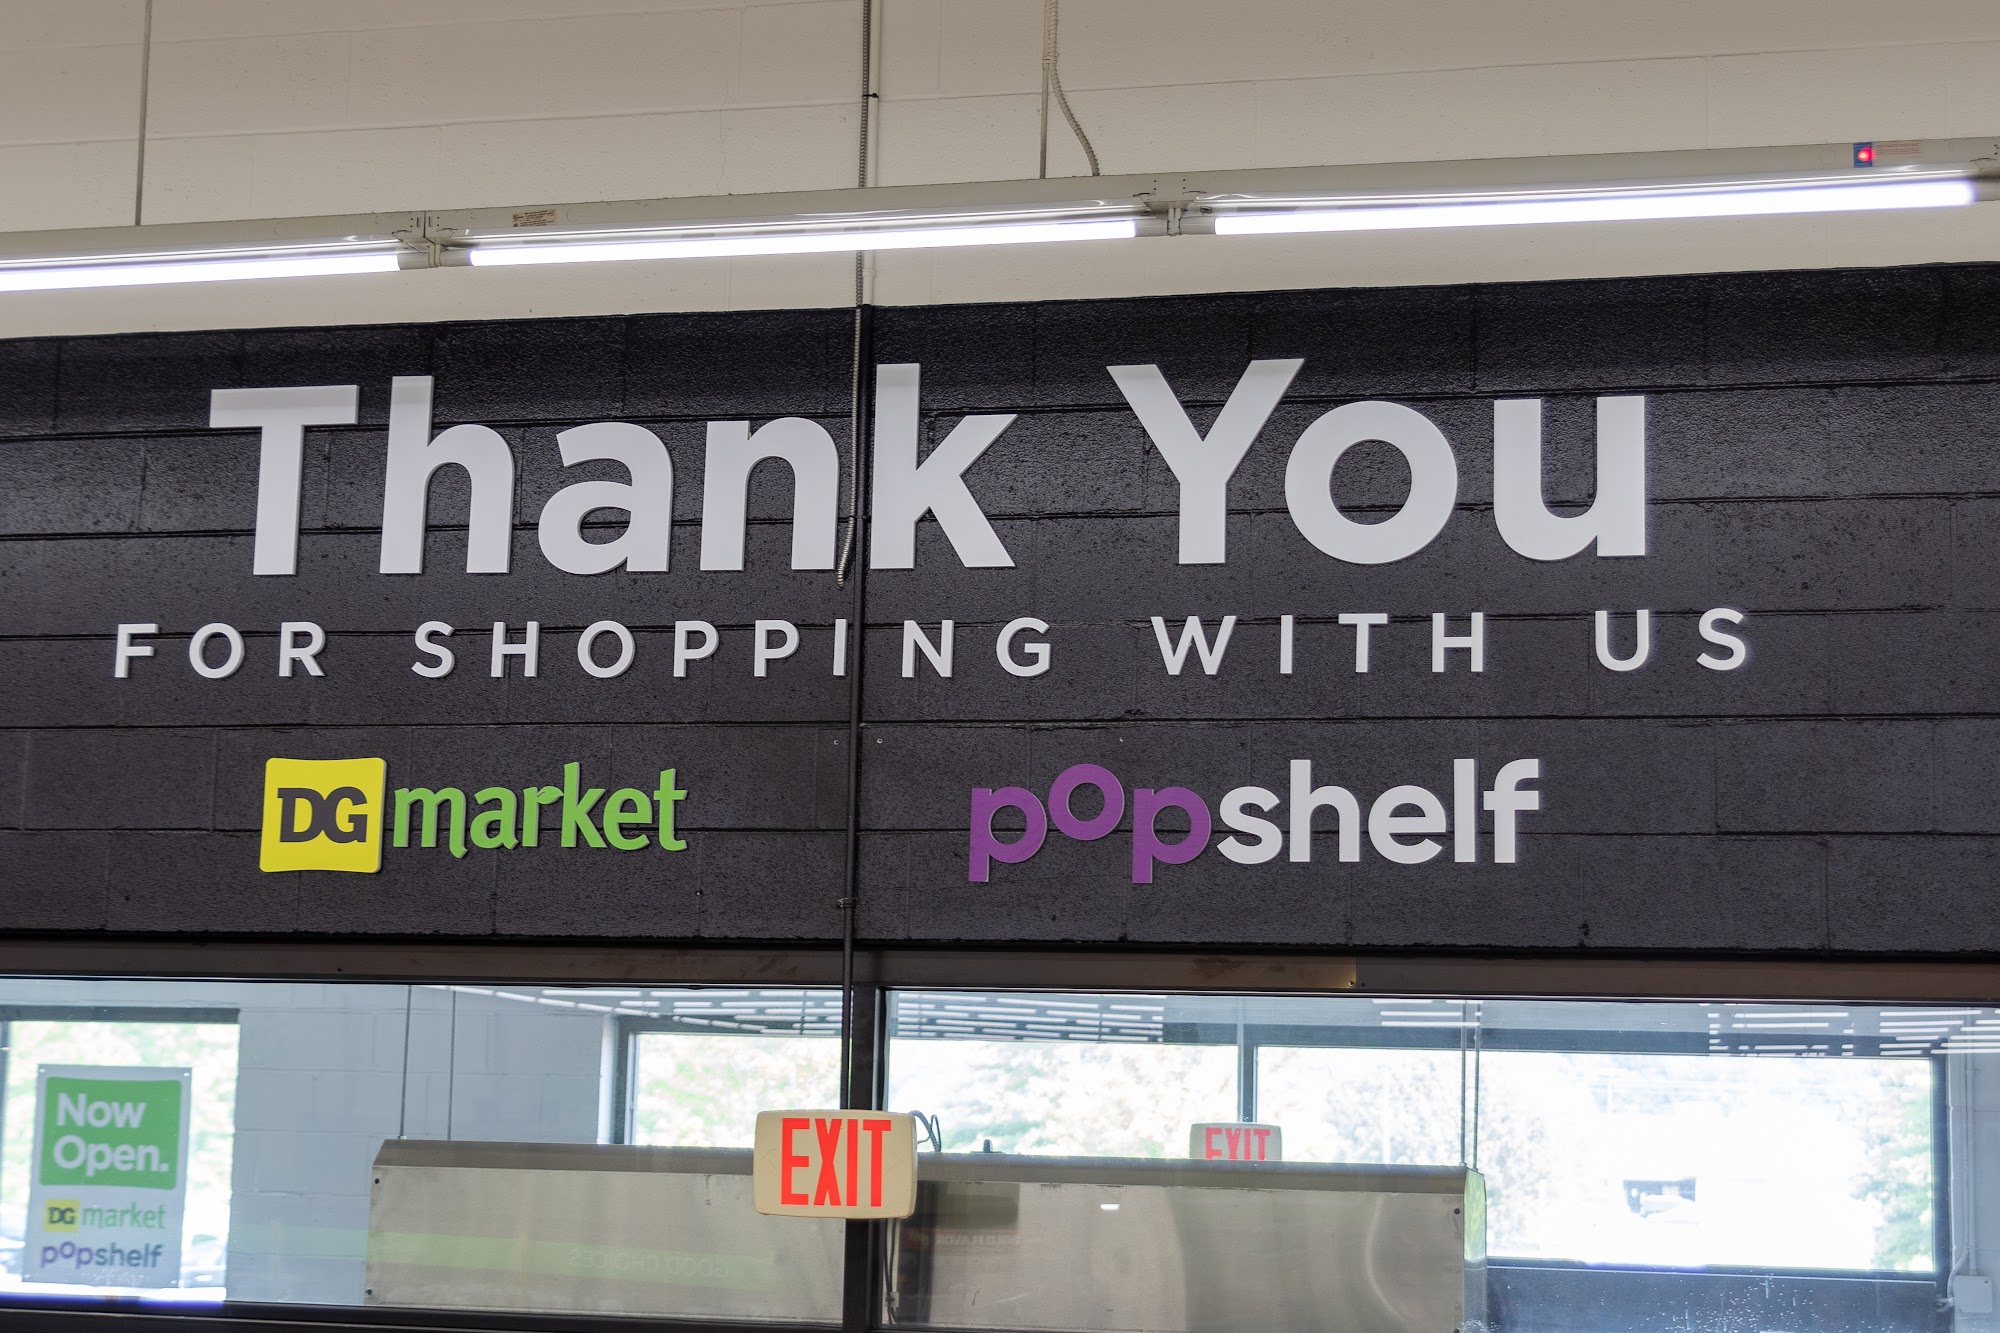 Thank You
FOR SHOPPING WITH US
DG market
popshelf
Now
Open.
DG market
popshelf
EXIT
EXIT